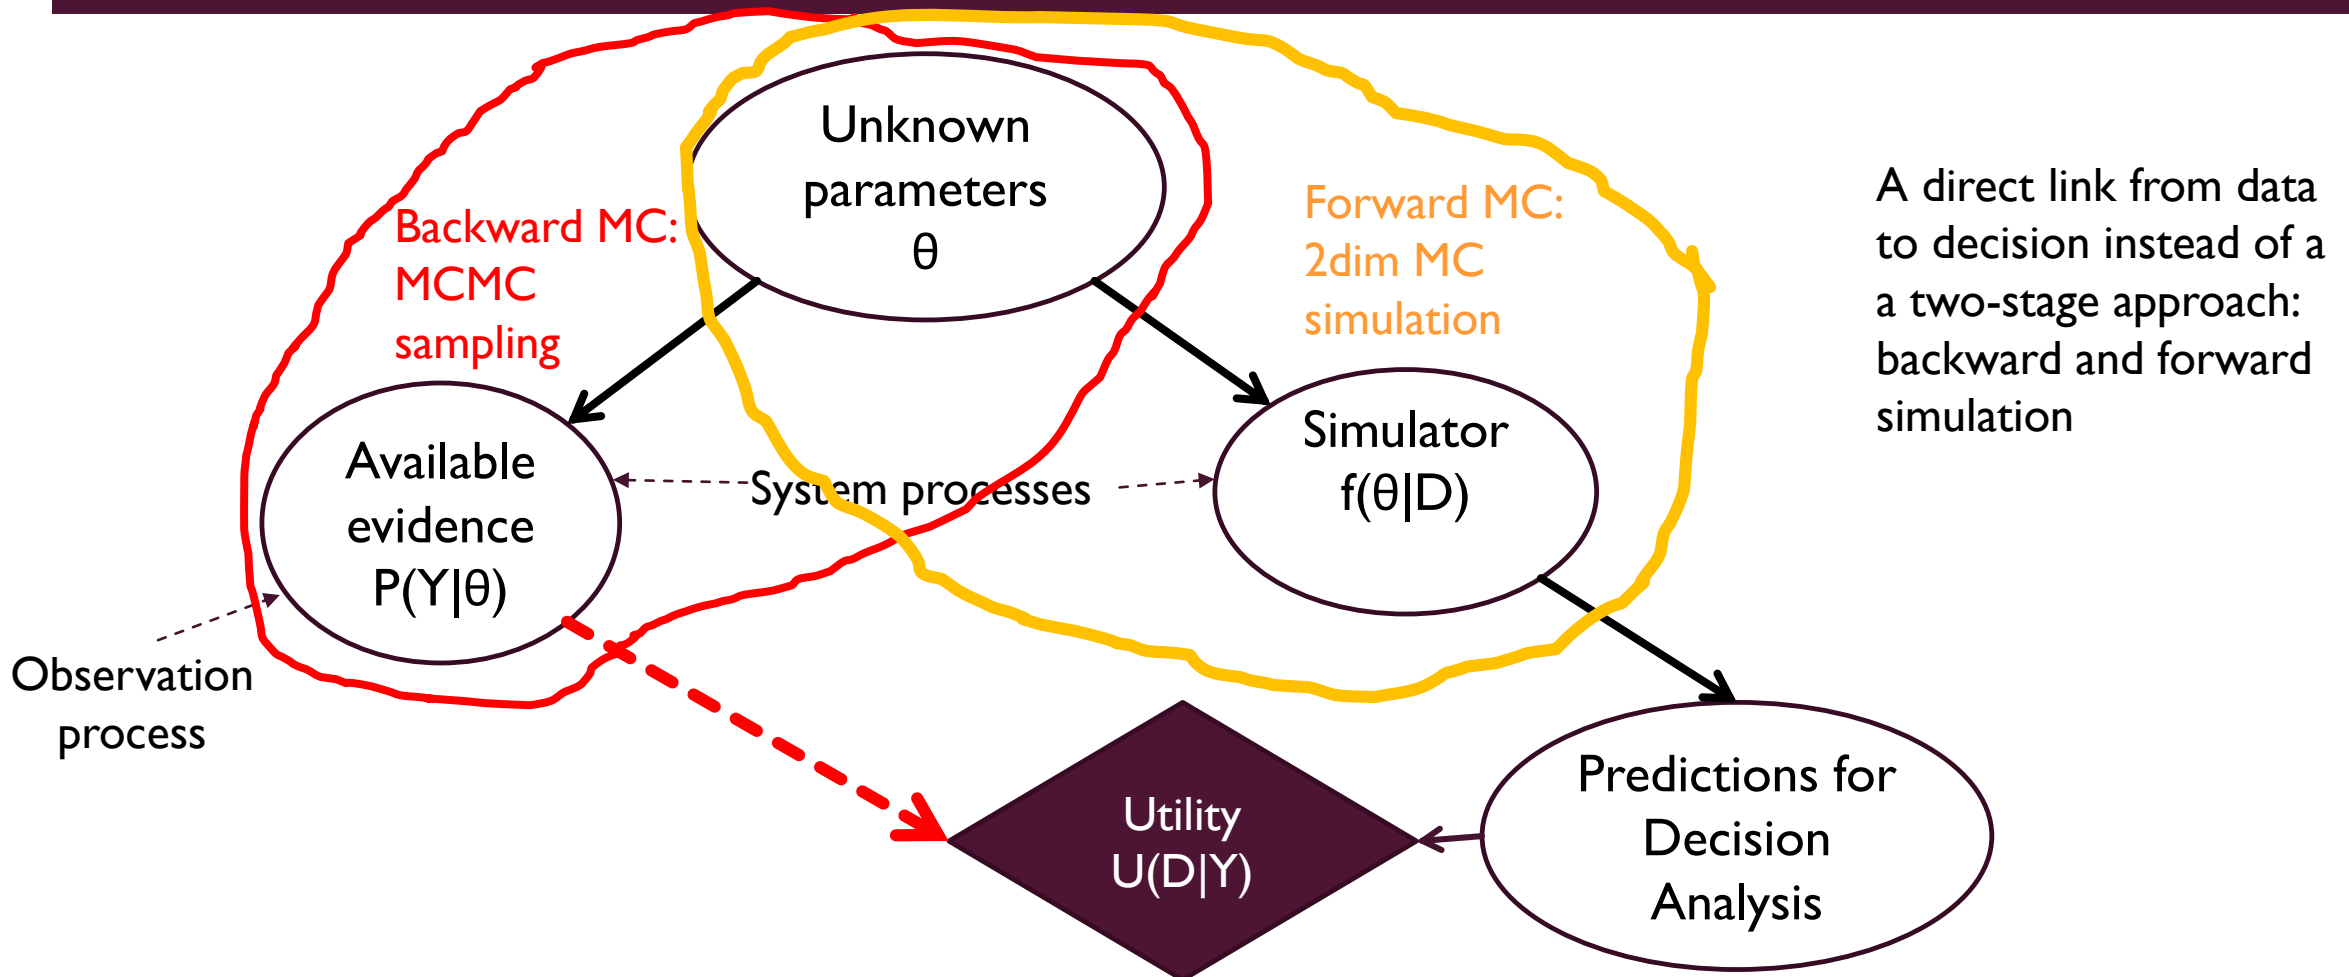 Unknown
parameters
θ
Backward MC:
MCMC
sampling
Forward MC:
2dim MC
simulation
A direct link from data
to decision instead of a
a two-stage approach:
backward and forward
simulation
Available
evidence
P(Y|θ)
System processes
Simulator
f(θ|D)
Observation
process
Utility
U(D|Y)
Predictions for
Decision
Analysis